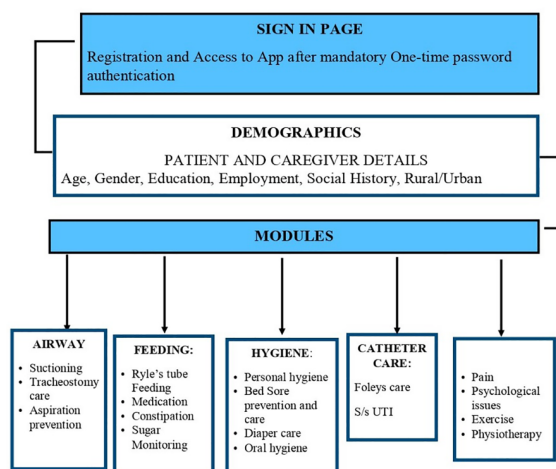 SIGN IN PAGE
Registration and Access to App after mandatory One-time password
authentication
DEMOGRAPHICS
PATIENT AND CAREGIVER DETAILS
Age, Gender, Education, Employment, Social History, Rural/Urban
MODULES
AIRWAY
• Suctioning
• Tracheostomy
care
• Aspiration
prevention
FEEDING:
• Ryle's tube
Feeding
• Medication
• Constipation
• Sugar
Monitoring
HYGIENE:
• Personal hygiene
• Bed Sore
prevention and
care
• Diaper care
• Oral hygiene
CATHETER
CARE:
Foleys care
S/s UTI
• Pain
• Psychological
issues
• Exercise
• Physiotherapy